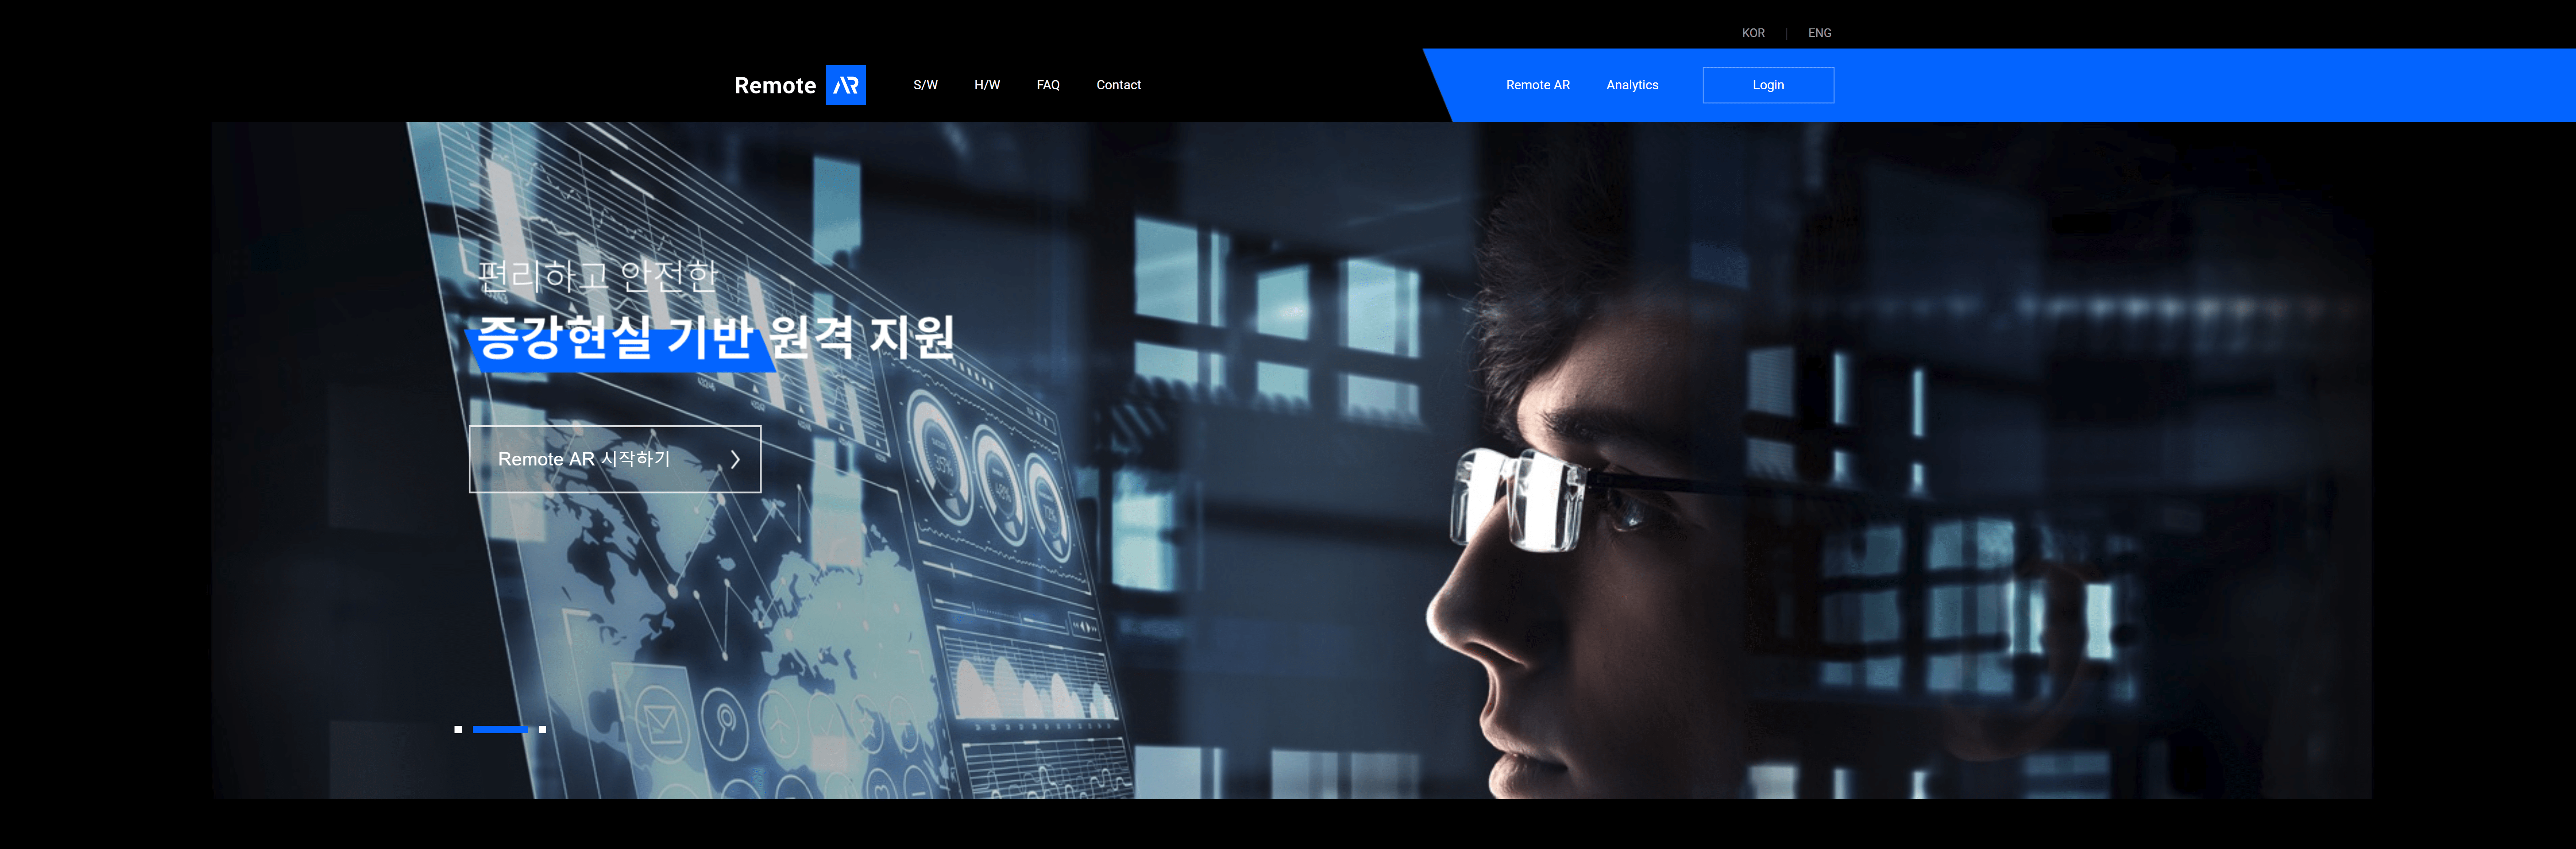 KOR | ENG
Remote AR
S/W H/W FAQ Contact
Remote AR Analytics Login
편리하고 안전한
증강현실 기반 원격 지원
Remote AR 시작하기
35%